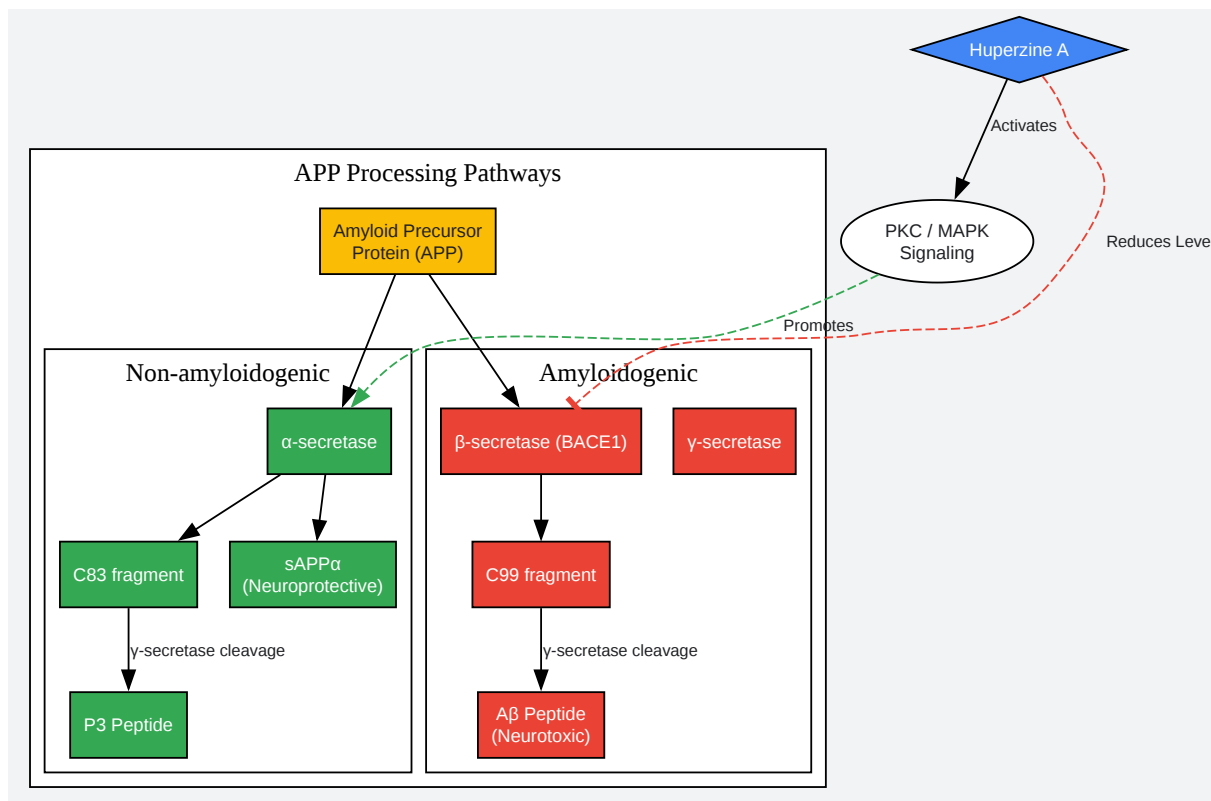 Huperzine A
Activates
APP Processing Pathways
Amyloid Precursor
Protein (APP)
PKC / MAPK
Signaling
Reduces Leve
Promotes
Non-amyloidogenic
Amyloidogenic
α-secretase
β-secretase (BACE1)
γ-secretase
C83 fragment
sAPPα
(Neuroprotective)
C99 fragment
γ-secretase cleavage
γ-secretase cleavage
P3 Peptide
Aβ Peptide
(Neurotoxic)